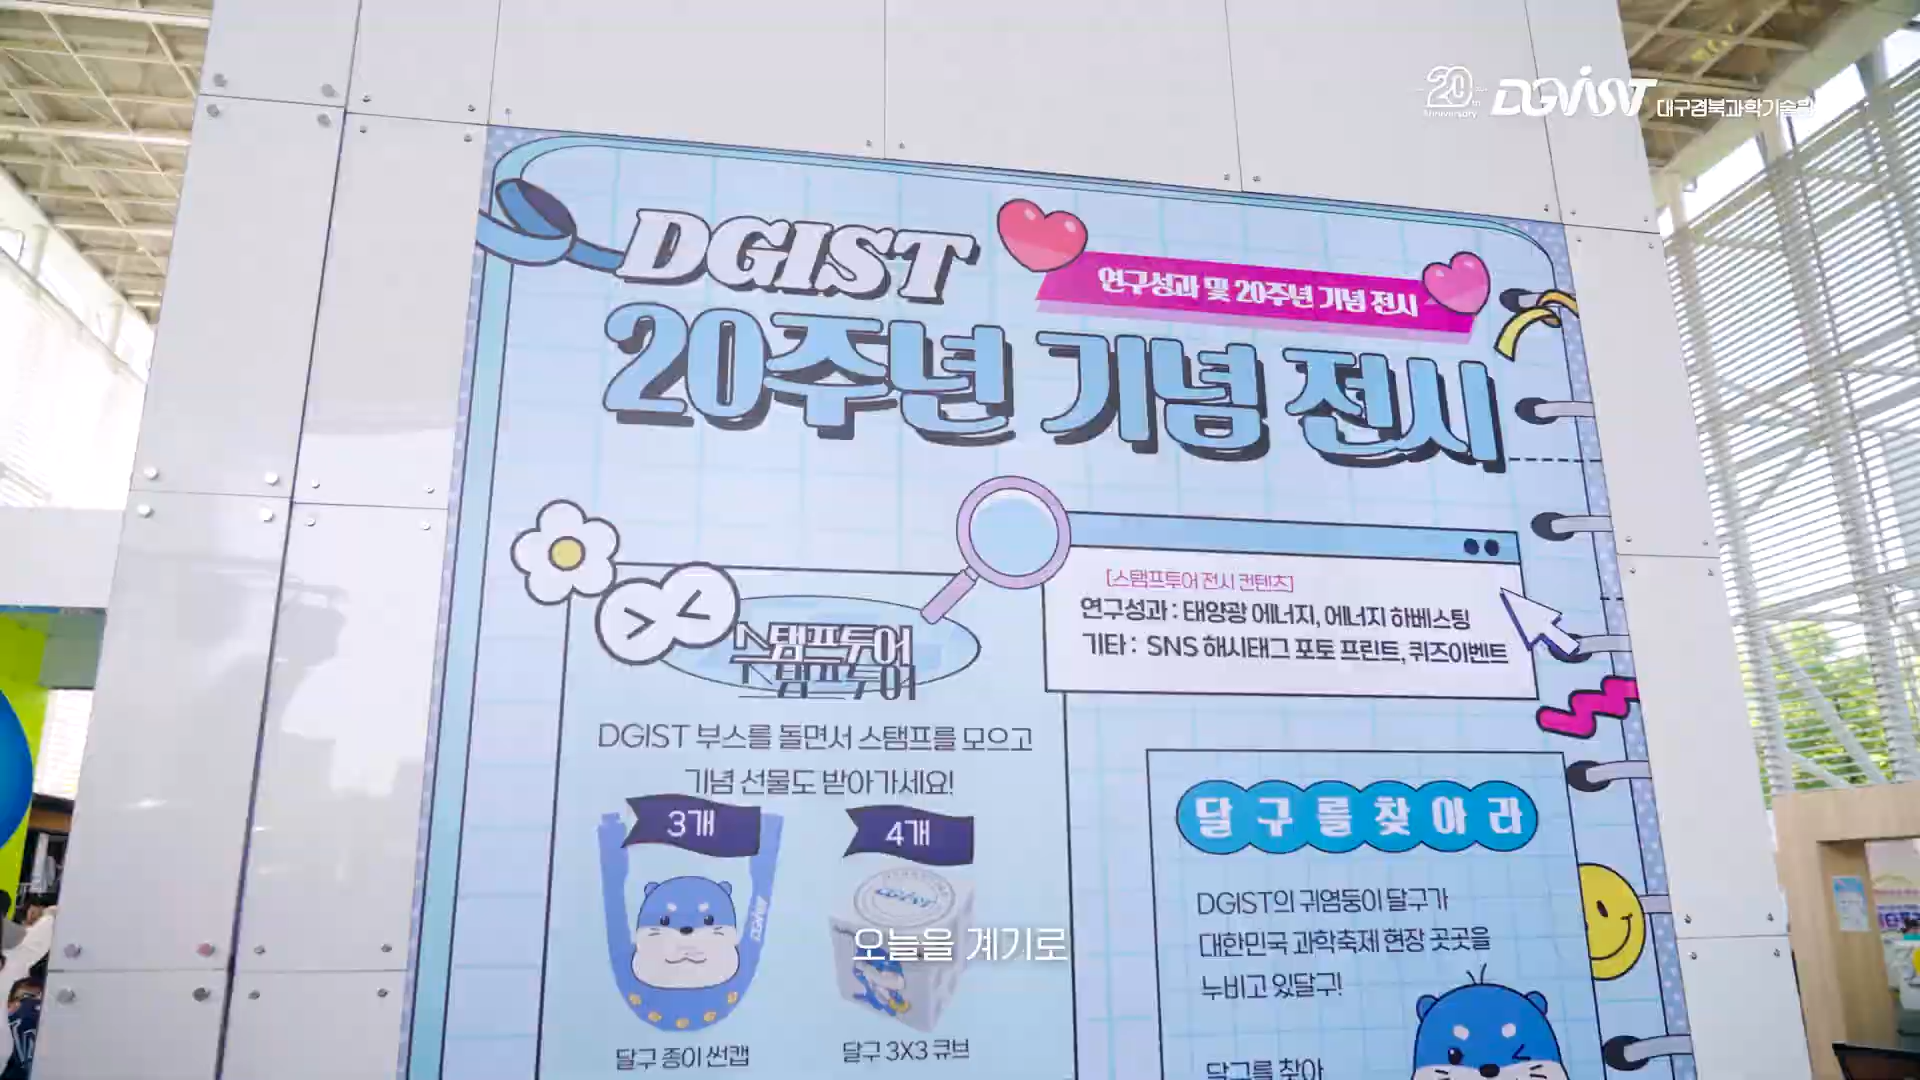 20th Anniversary DGIST 대구경북과학기술원
DGIST
연구성과 및 20주년 기념 전시
20주년 기념 전시
[스탬프투어 전시 컨텐츠]
연구성과 : 태양광 에너지, 에너지 하베스팅
기타 : SNS 해시태그 포토 프린트, 퀴즈이벤트
스탬프투어
DGIST 부스를 돌면서 스탬프를 모으고
기념 선물도 받아가세요!
3개
4개
DGIST
DGIST
달구 종이 썬캡
달구 3X3 큐브
달구를 찾아라
DGIST의 귀염둥이 달구가
대한민국 과학축제 현장 곳곳을
누비고 있달구!
달구를 찾아
오늘을 계기로